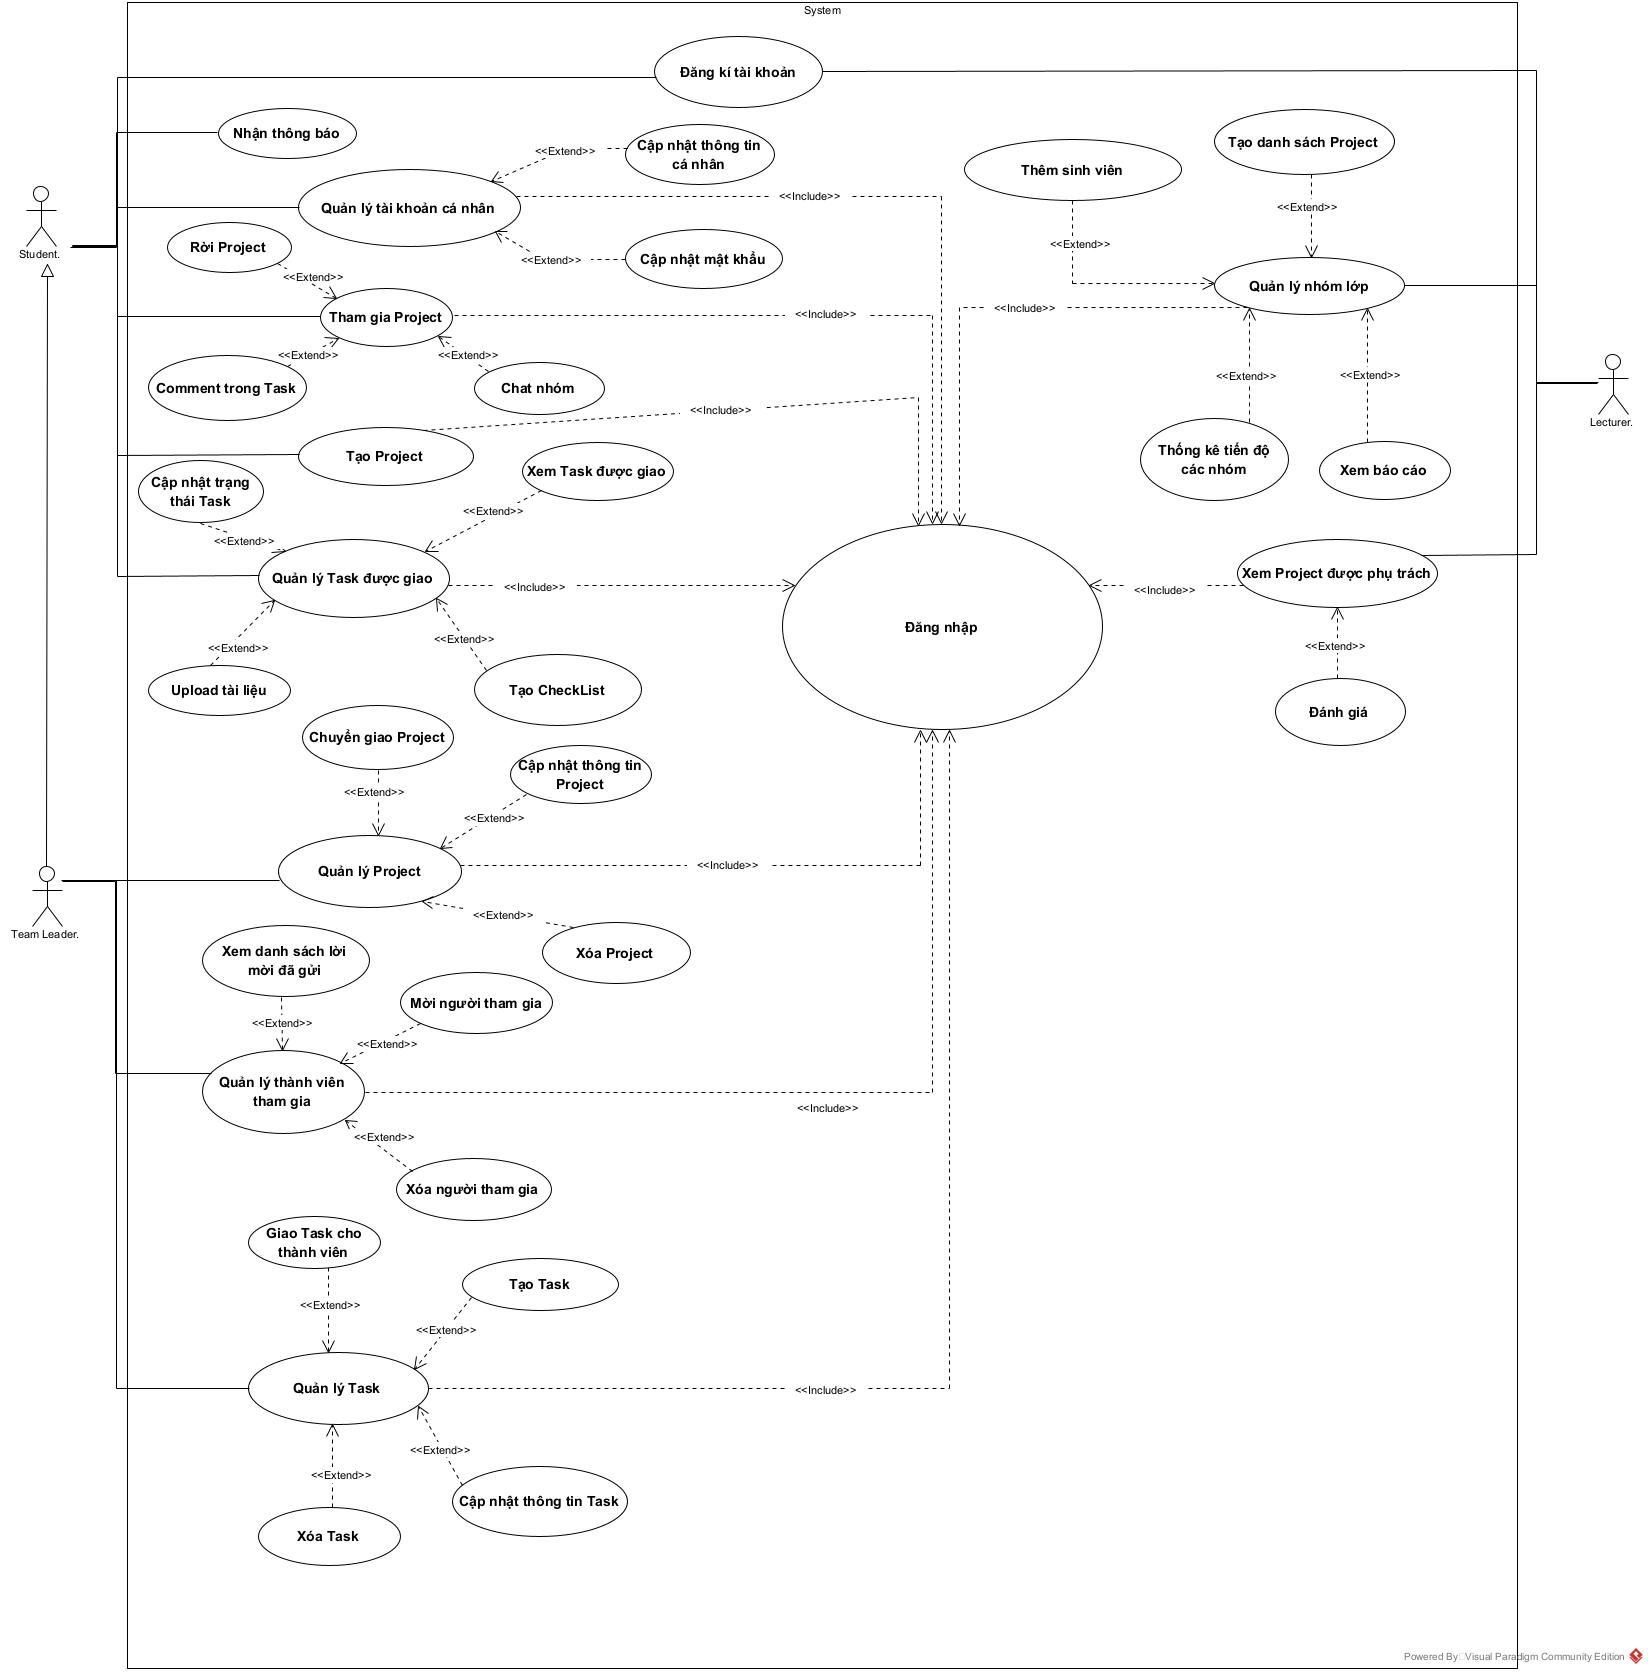 System
Đăng kí tài khoản
Nhận thông báo
Cập nhật thông tin
cá nhân
<<Extend>>
Tạo danh sách Project
Thêm sinh viên
Quản lý tài khoản cá nhân
<<Include>>
<<Extend>>
Student.
Rời Project
<<Extend>>
Cập nhật mật khẩu
<<Extend>>
<<Extend>>
Quản lý nhóm lớp
Tham gia Project
<<Include>>
<<Include>>
<<Extend>>
<<Extend>>
Comment trong Task
Chat nhóm
<<Extend>>
<<Extend>>
<<Include>>
Lecturer.
Tạo Project
Thống kê tiến độ
các nhóm
Xem báo cáo
Cập nhật trạng
thái Task
Xem Task được giao
<<Extend>>
<<Extend>>
Quản lý Task được giao
<<Include>>
Xem Project được phụ trách
<<Include>>
Đăng nhập
<<Extend>>
<<Extend>>
<<Extend>>
Upload tài liệu
Tạo CheckList
Đánh giá
Chuyển giao Project
Cập nhật thông tin
Project
<<Extend>>
<<Extend>>
Quản lý Project
<<Include>>
Team Leader.
<<Extend>>
Xóa Project
Xem danh sách lời
mời đã gửi
Mời người tham gia
<<Extend>>
<<Extend>>
Quản lý thành viên
tham gia
<<Include>>
<<Extend>>
Xóa người tham gia
Giao Task cho
thành viên
Tạo Task
<<Extend>>
<<Extend>>
Quản lý Task
<<Include>>
<<Extend>>
<<Extend>>
Cập nhật thông tin Task
Xóa Task
Powered By Visual Paradigm Community Edition